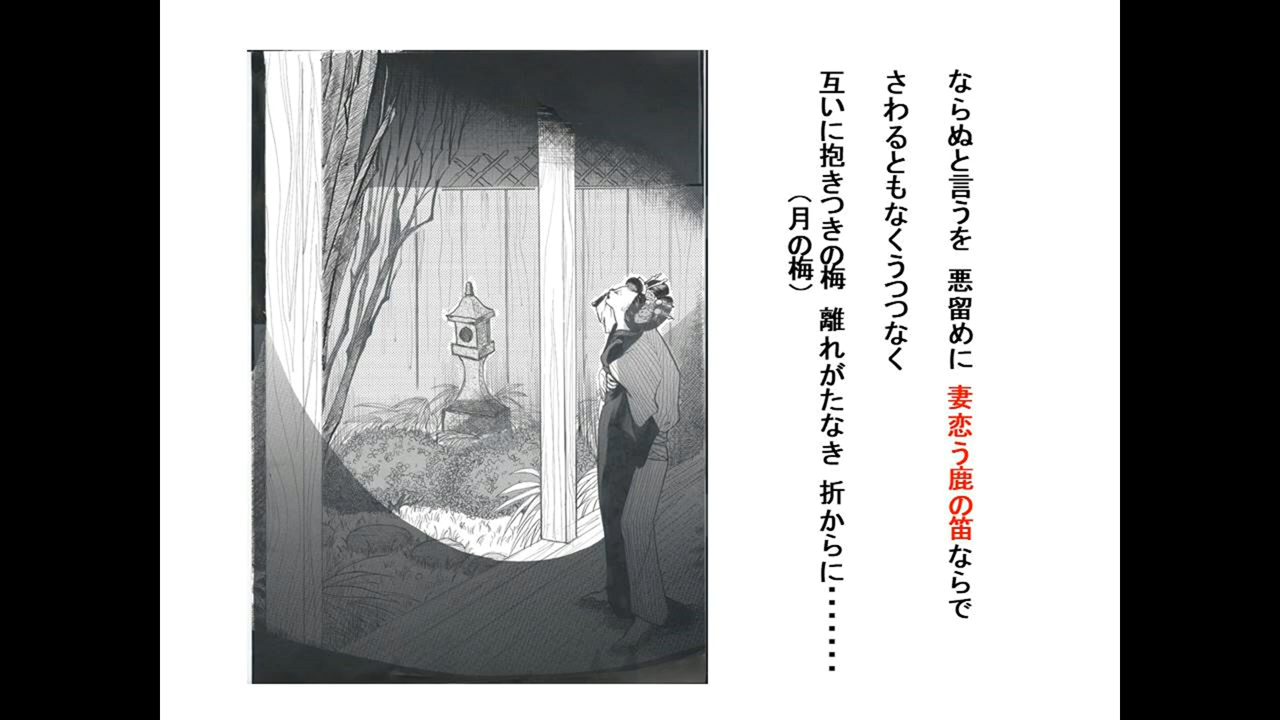 ならぬと言うを 悪留めに 妻恋う鹿の笛ならで
さわるともなくうつつなく
互いに抱きつきの梅 離れがたなき 折からに・・・・・・・
（月の梅）